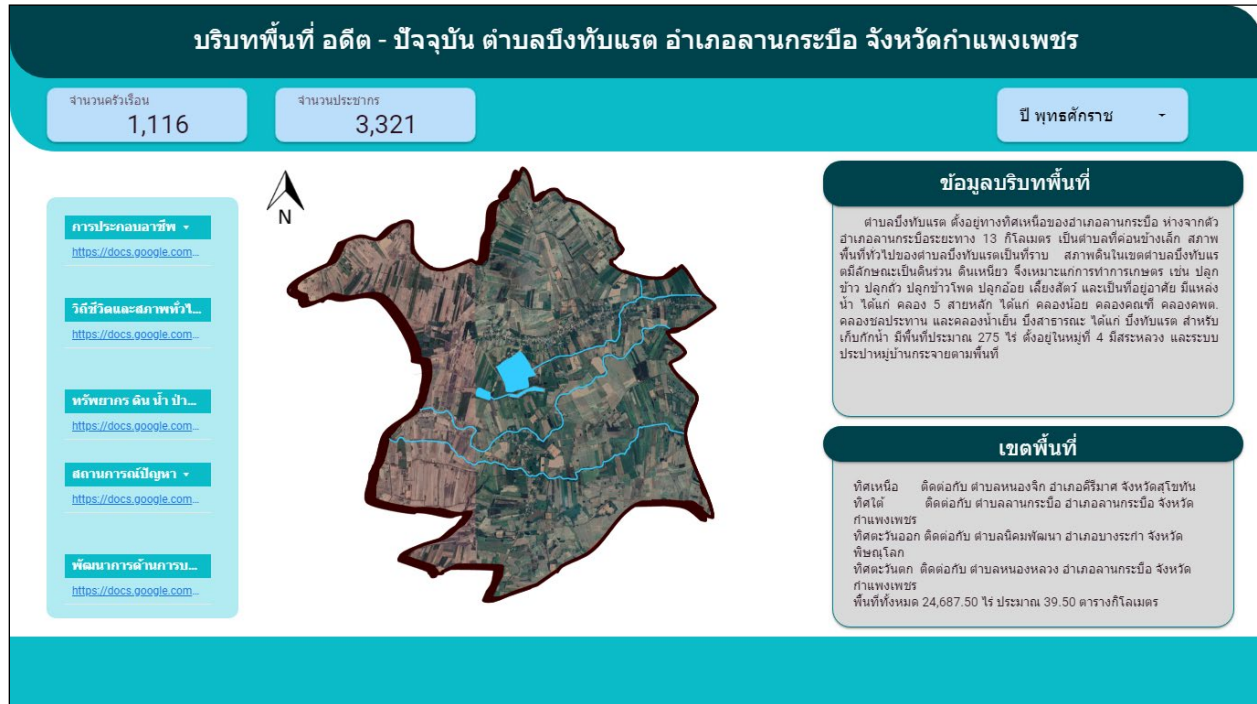 บริบทพื้นที่ อดีต - ปัจจุบัน ตำบลบึงทับแรต อำเภอลานกระบือ จังหวัดกำแพงเพชร
จำนวนครัวเรือน
1,116
จำนวนประชากร
3,321
ปี พุทธศักราช
การประกอบอาชีพ
https://docs.google.com...
วิถีชีวิตและสภาพทั่วไ...
https://docs.google.com...
ทรัพยากร ดิน น้ำ ป่า...
https://docs.google.com...
สถานการณ์ปัญหา
https://docs.google.com...
พัฒนาการด้านการบ...
https://docs.google.com...
N
ข้อมูลบริบทพื้นที่
ตำบลบึงทับแรต ตั้งอยู่ทางทิศเหนือของอำเภอลานกระบือ ห่างจากตัว
อำเภอลานกระบือระยะทาง 13 กิโลเมตร เป็นตำบลที่ค่อนข้างเล็ก สภาพ
พื้นที่ทั่วไปของตำบลบึงทับแรตเป็นที่ราบ สภาพดินในเขตตำบลบึงทับแร
ตมีลักษณะเป็นดินร่วน ดินเหนียว จึงเหมาะแก่การทำการเกษตร เช่น ปลูก
ข้าว ปลูกถั่ว ปลูกข้าวโพด ปลูกอ้อย เลี้ยงสัตว์ และเป็นที่อยู่อาศัย มีแหล่ง
น้ำ ได้แก่ คลอง 5 สายหลัก ได้แก่ คลองน้อย คลองคณฑี คลองคพต.
คลองชลประทาน และคลองน้ำเย็น บึงสาธารณะ ได้แก่ บึงทับแรต สำหรับ
เก็บกักน้ำ มีพื้นที่ประมาณ 275 ไร่ ตั้งอยู่ในหมู่ที่ 4 มีสระหลวง และระบบ
ประปาหมู่บ้านกระจายตามพื้นที่
เขตพื้นที่
ทิศเหนือ ติดต่อกับ ตำบลหนองจิก อำเภอคีรีมาศ จังหวัดสุโขทัน
ทิศใต้ ติดต่อกับ ตำบลลานกระบือ อำเภอลานกระบือ จังหวัด
กำแพงเพชร
ทิศตะวันออก ติดต่อกับ ตำบลนิคมพัฒนา อำเภอบางระกำ จังหวัด
พิษณุโลก
ทิศตะวันตก ติดต่อกับ ตำบลหนองหลวง อำเภอลานกระบือ จังหวัด
กำแพงเพชร
พื้นที่ทั้งหมด 24,687.50 ไร่ ประมาณ 39.50 ตารางกิโลเมตร